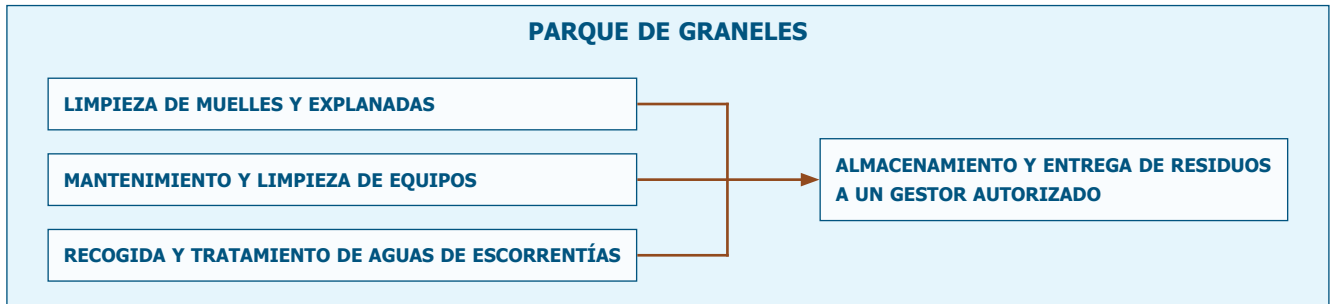 PARQUE DE GRANELES
LIMPIEZA DE MUELLES Y EXPLANADAS
MANTENIMIENTO Y LIMPIEZA DE EQUIPOS
RECOGIDA Y TRATAMIENTO DE AGUAS DE ESCORRENTÍAS
ALMACENAMIENTO Y ENTREGA DE RESIDUOS
A UN GESTOR AUTORIZADO